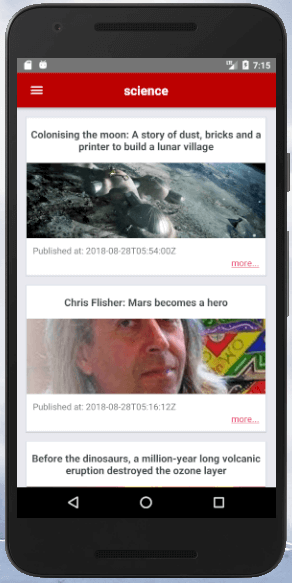 7:15
science
Colonising the moon: A story of dust, bricks and a
printer to build a lunar village
Published at: 2018-08-28T05:54:00Z
more...
Chris Flisher: Mars becomes a hero
Published at: 2018-08-28T05:16:12Z
more...
Before the dinosaurs, a million-year long volcanic
eruption destroyed the ozone layer